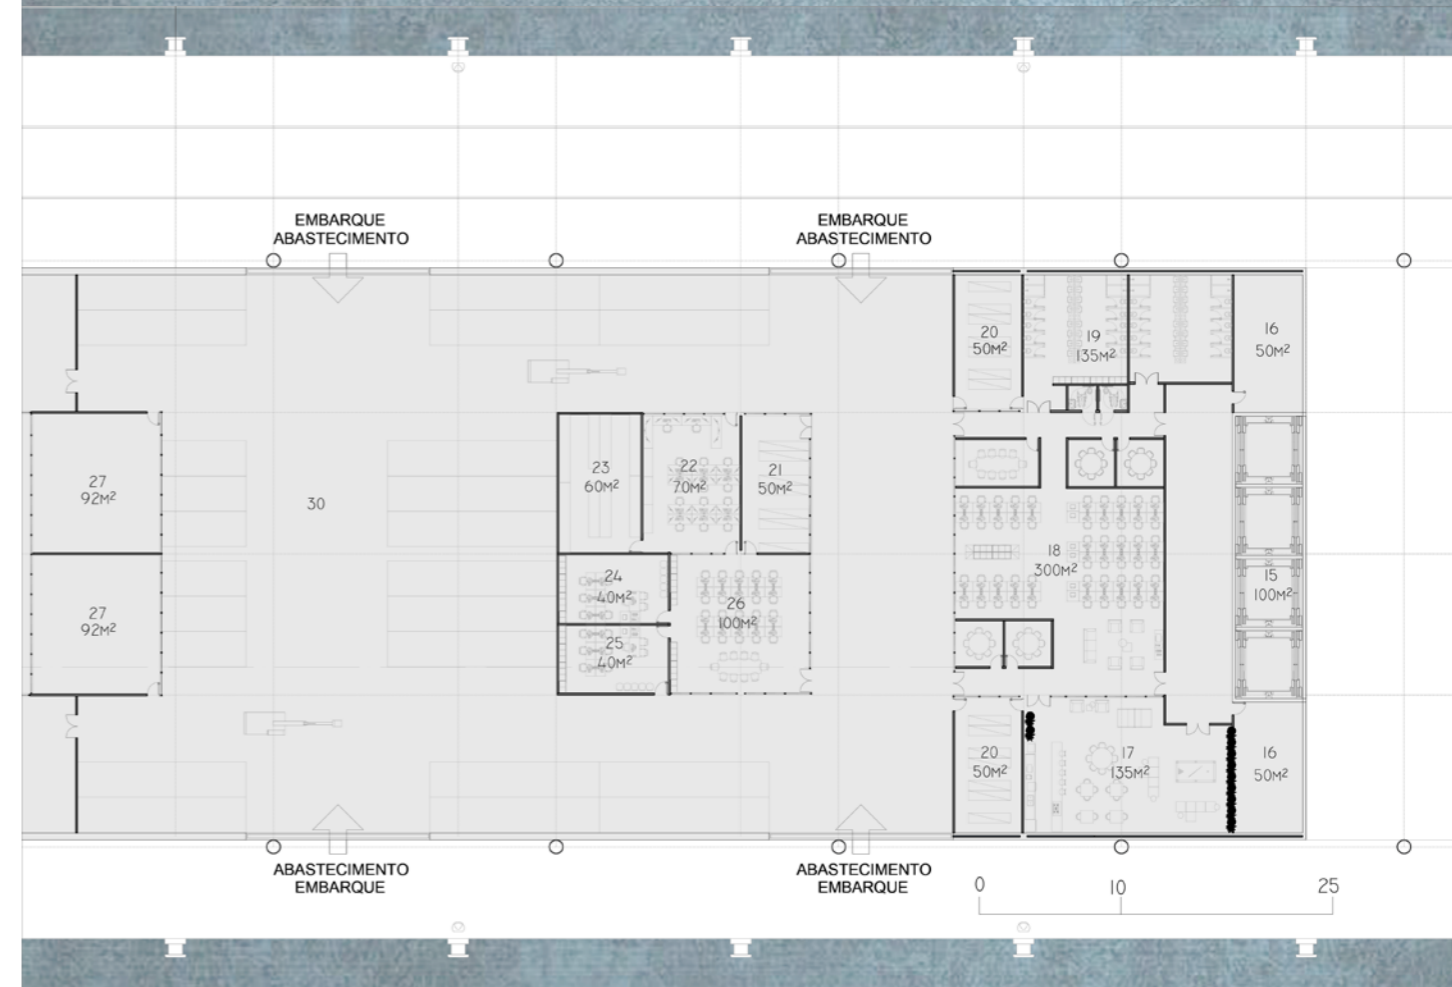 EMBARQUE
ABASTECIMENTO
EMBARQUE
ABASTECIMENTO
20
50M²
19
135M²
16
50M²
27
92M²
30
23
60M²
22
70M²
21
50M²
18
300M²
15
100M²
24
40M²
25
40M²
26
100M²
27
92M²
20
50M²
17
135M²
16
50M²
ABASTECIMENTO
EMBARQUE
ABASTECIMENTO
EMBARQUE
0 10 25